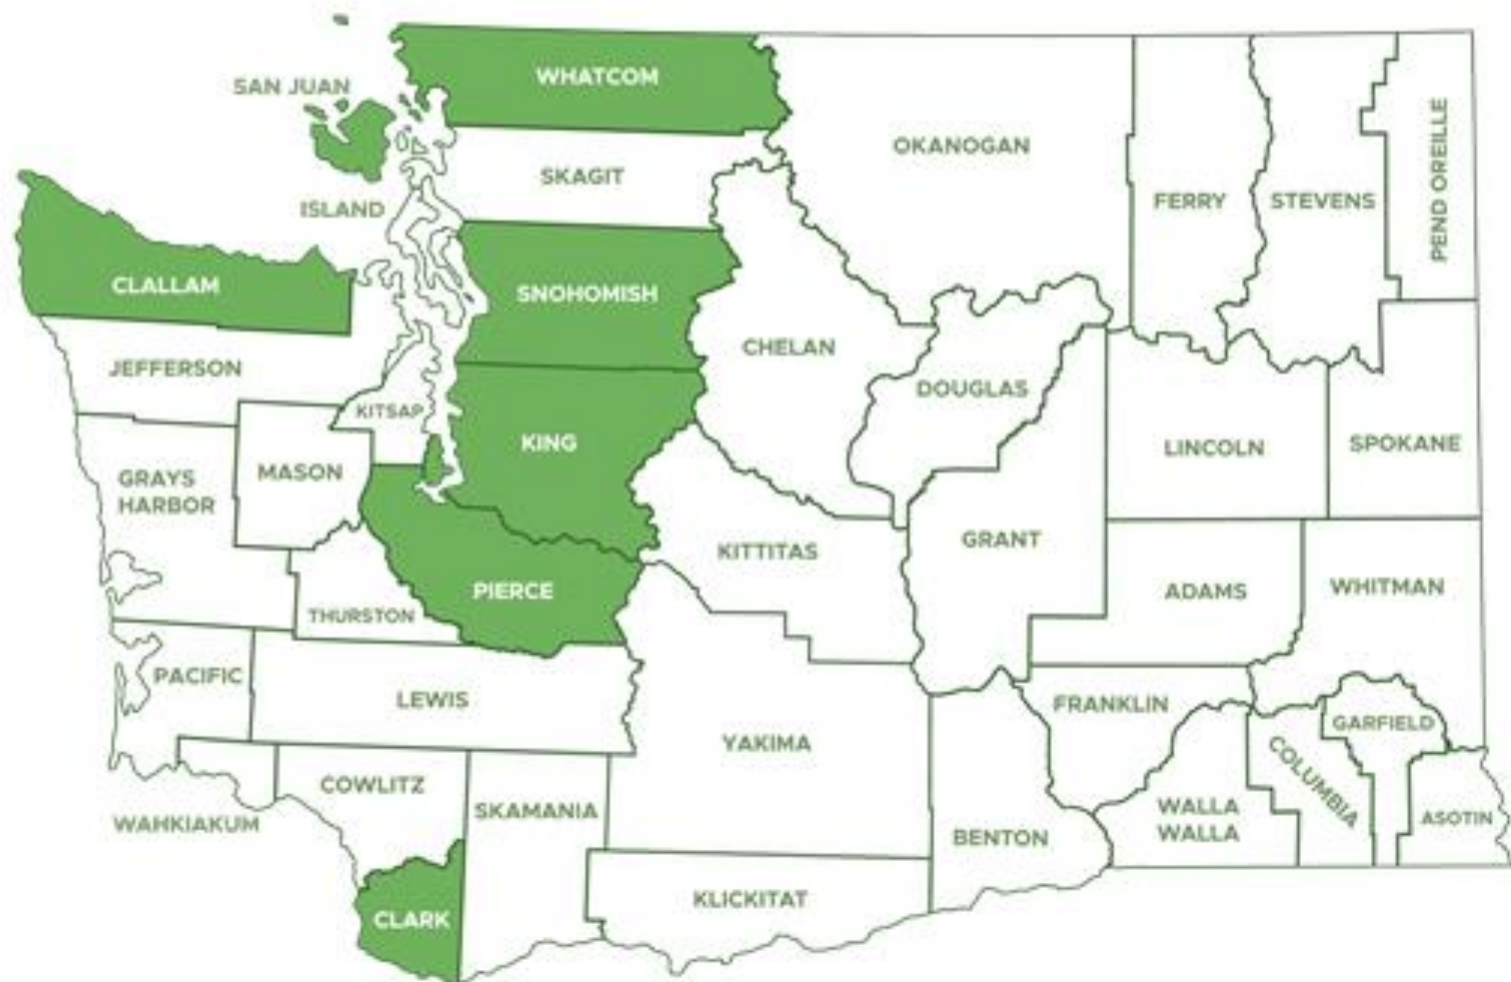 WHATCOM
SAN JUAN
OKANOGAN
PEND OREILLE
SKAGIT
FERRY
STEVENS
ISLAND
CLALLAM
SNOHOMISH
CHELAN
JEFFERSON
DOUGLAS
KITSAP
KING
LINCOLN
SPOKANE
MASON
GRAYS
HARBOR
GRANT
KITTITAS
PIERCE
ADAMS
WHITMAN
THURSTON
PACIFIC
LEWIS
FRANKLIN
GARFIELD
YAKIMA
COLUMBIA
COWLITZ
SKAMANIA
WALLA
WALLA
ASOTIN
WAHKIAKUM
BENTON
KLICKITAT
CLARK